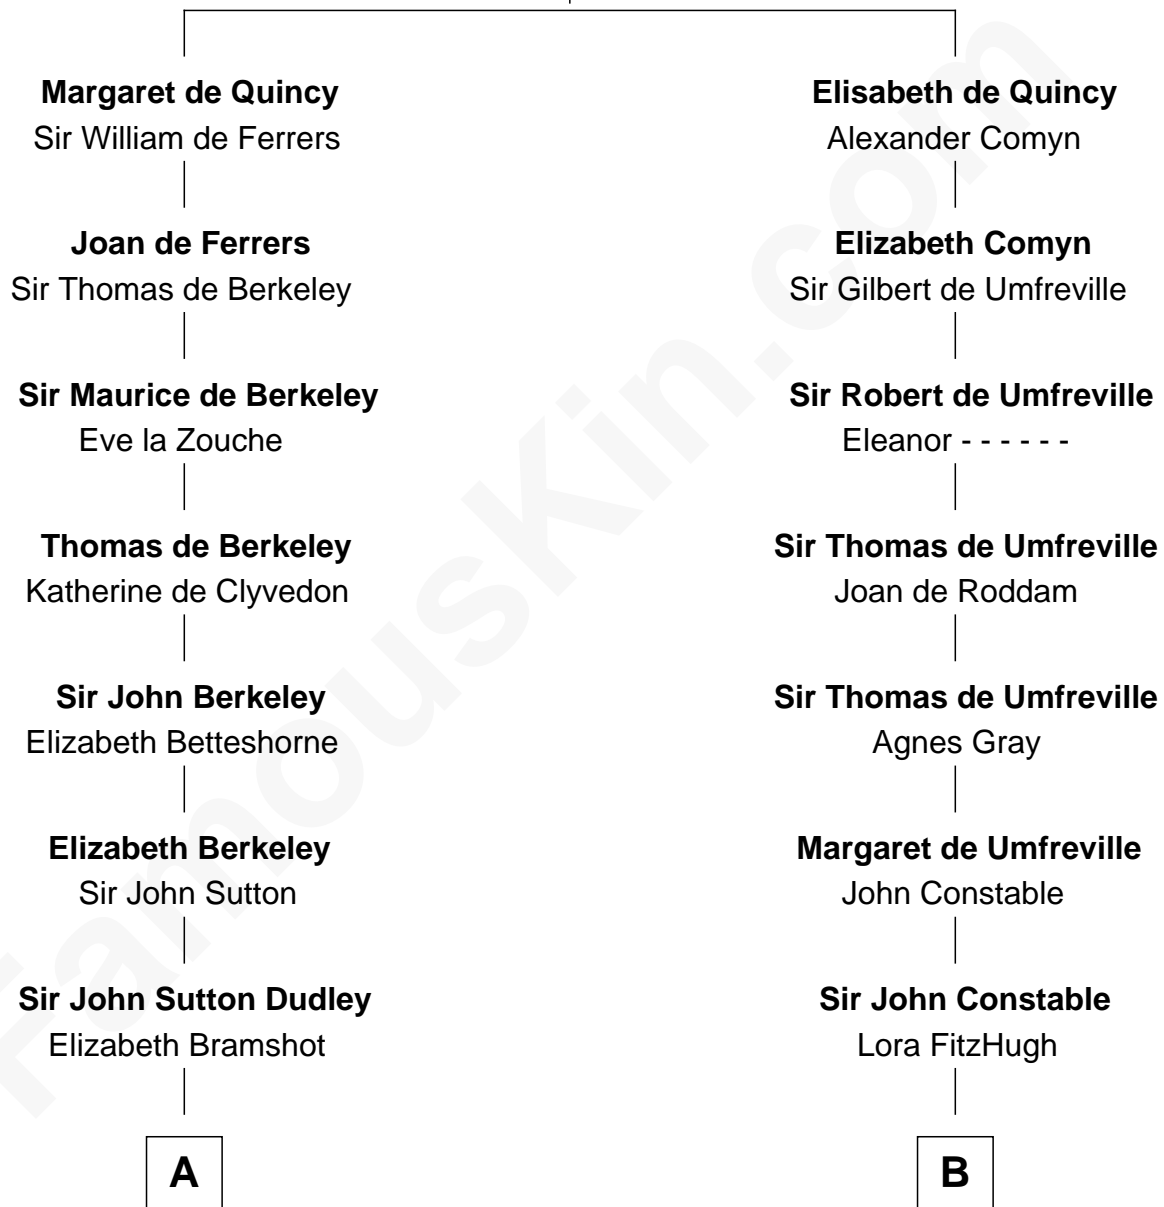 Margaret de Quincy
Sir William de Ferrers
Joan de Ferrers
Sir Thomas de Berkeley
Sir Maurice de Berkeley
Eve la Zouche
Thomas de Berkeley
Katherine de Clyvedon
Sir John Berkeley
Elizabeth Betteshorne
Elizabeth Berkeley
Sir John Sutton
Sir John Sutton Dudley
Elizabeth Bramshot
A
Elisabeth de Quincy
Alexander Comyn
Elizabeth Comyn
Sir Gilbert de Umfreville
Sir Robert de Umfreville
Eleanor - - - - - -
Sir Thomas de Umfreville
Joan de Roddam
Sir Thomas de Umfreville
Agnes Gray
Margaret de Umfreville
John Constable
Sir John Constable
Lora FitzHugh
B
FamousKin.com